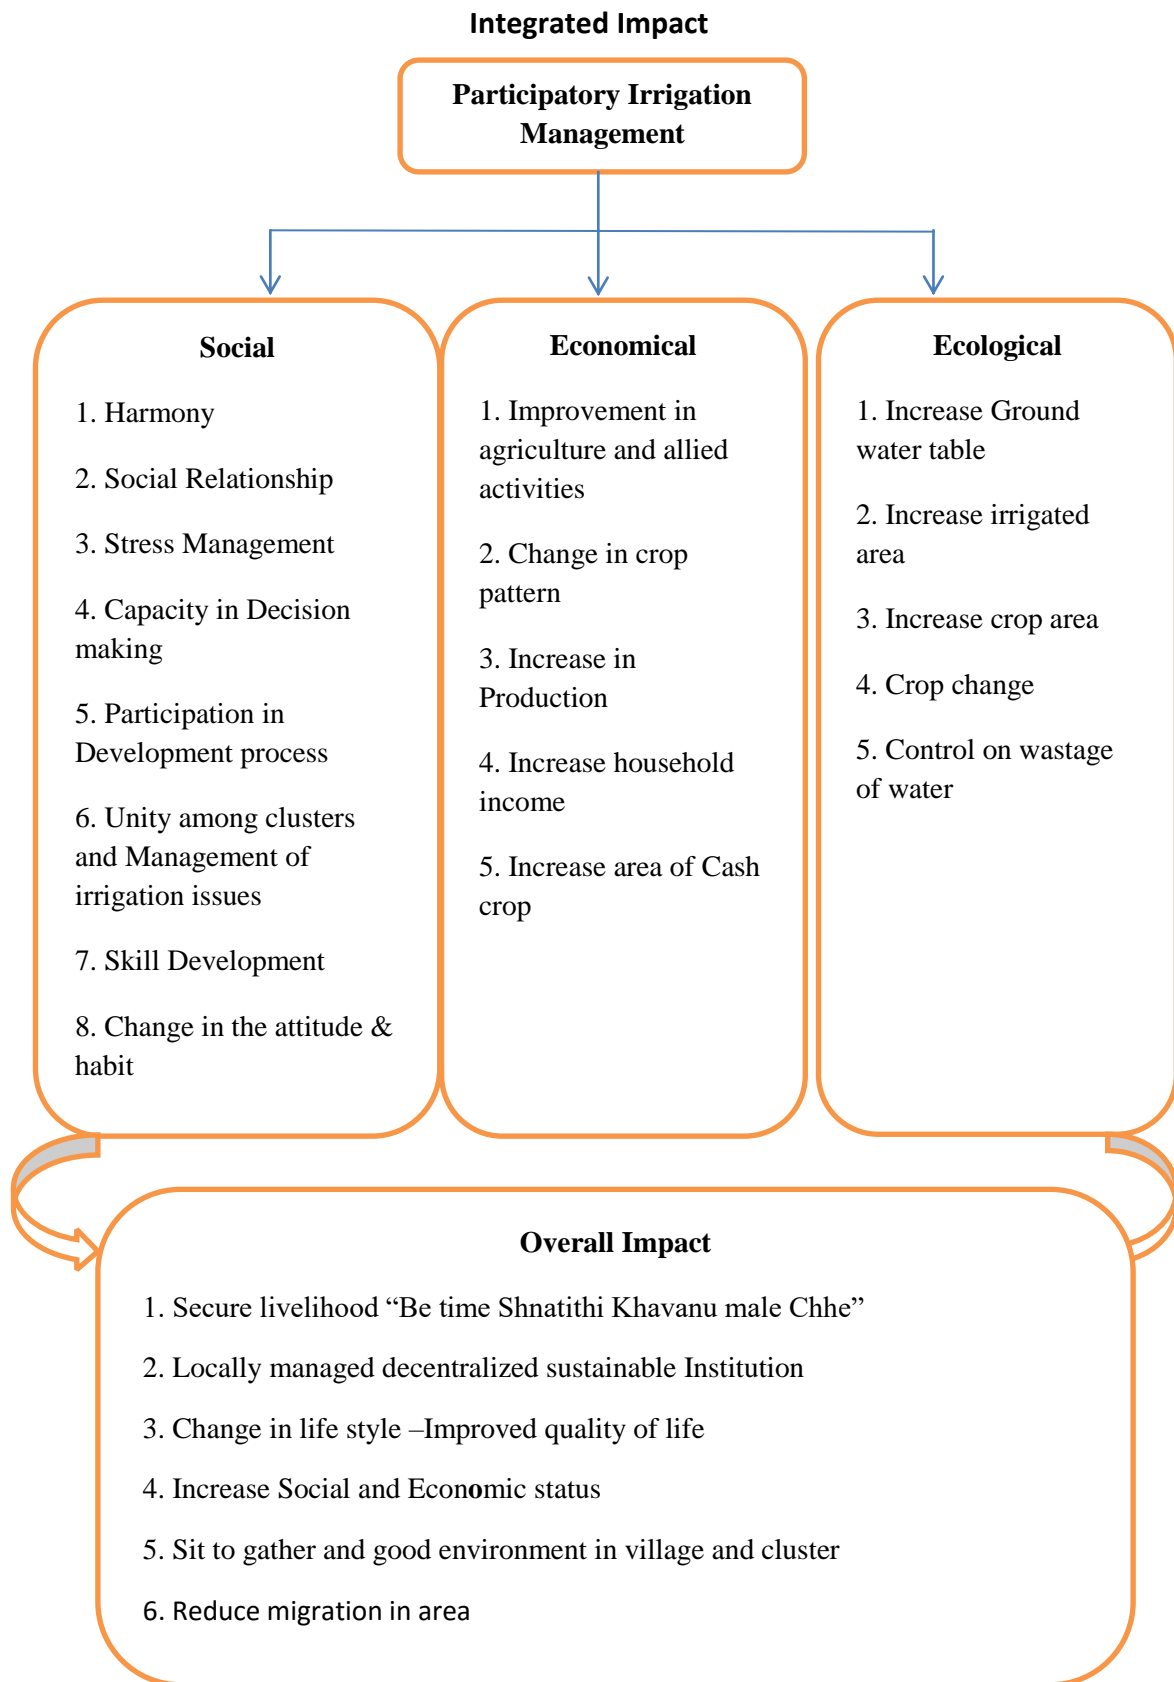 Integrated Impact
Participatory Irrigation
Management
Social
1. Harmony
2. Social Relationship
3. Stress Management
4. Capacity in Decision
making
5. Participation in
Development process
6. Unity among clusters
and Management of
irrigation issues
7. Skill Development
8. Change in the attitude &
habit
Economical
1. Improvement in
agriculture and allied
activities
2. Change in crop
pattern
3. Increase in
Production
4. Increase household
income
5. Increase area of Cash
crop
Ecological
1. Increase Ground
water table
2. Increase irrigated
area
3. Increase crop area
4. Crop change
5. Control on wastage
of water
Overall Impact
1. Secure livelihood “Be time Shnatithi Khavanu male Chhe”
2. Locally managed decentralized sustainable Institution
3. Change in life style –Improved quality of life
4. Increase Social and Economic status
5. Sit to gather and good environment in village and cluster
6. Reduce migration in area